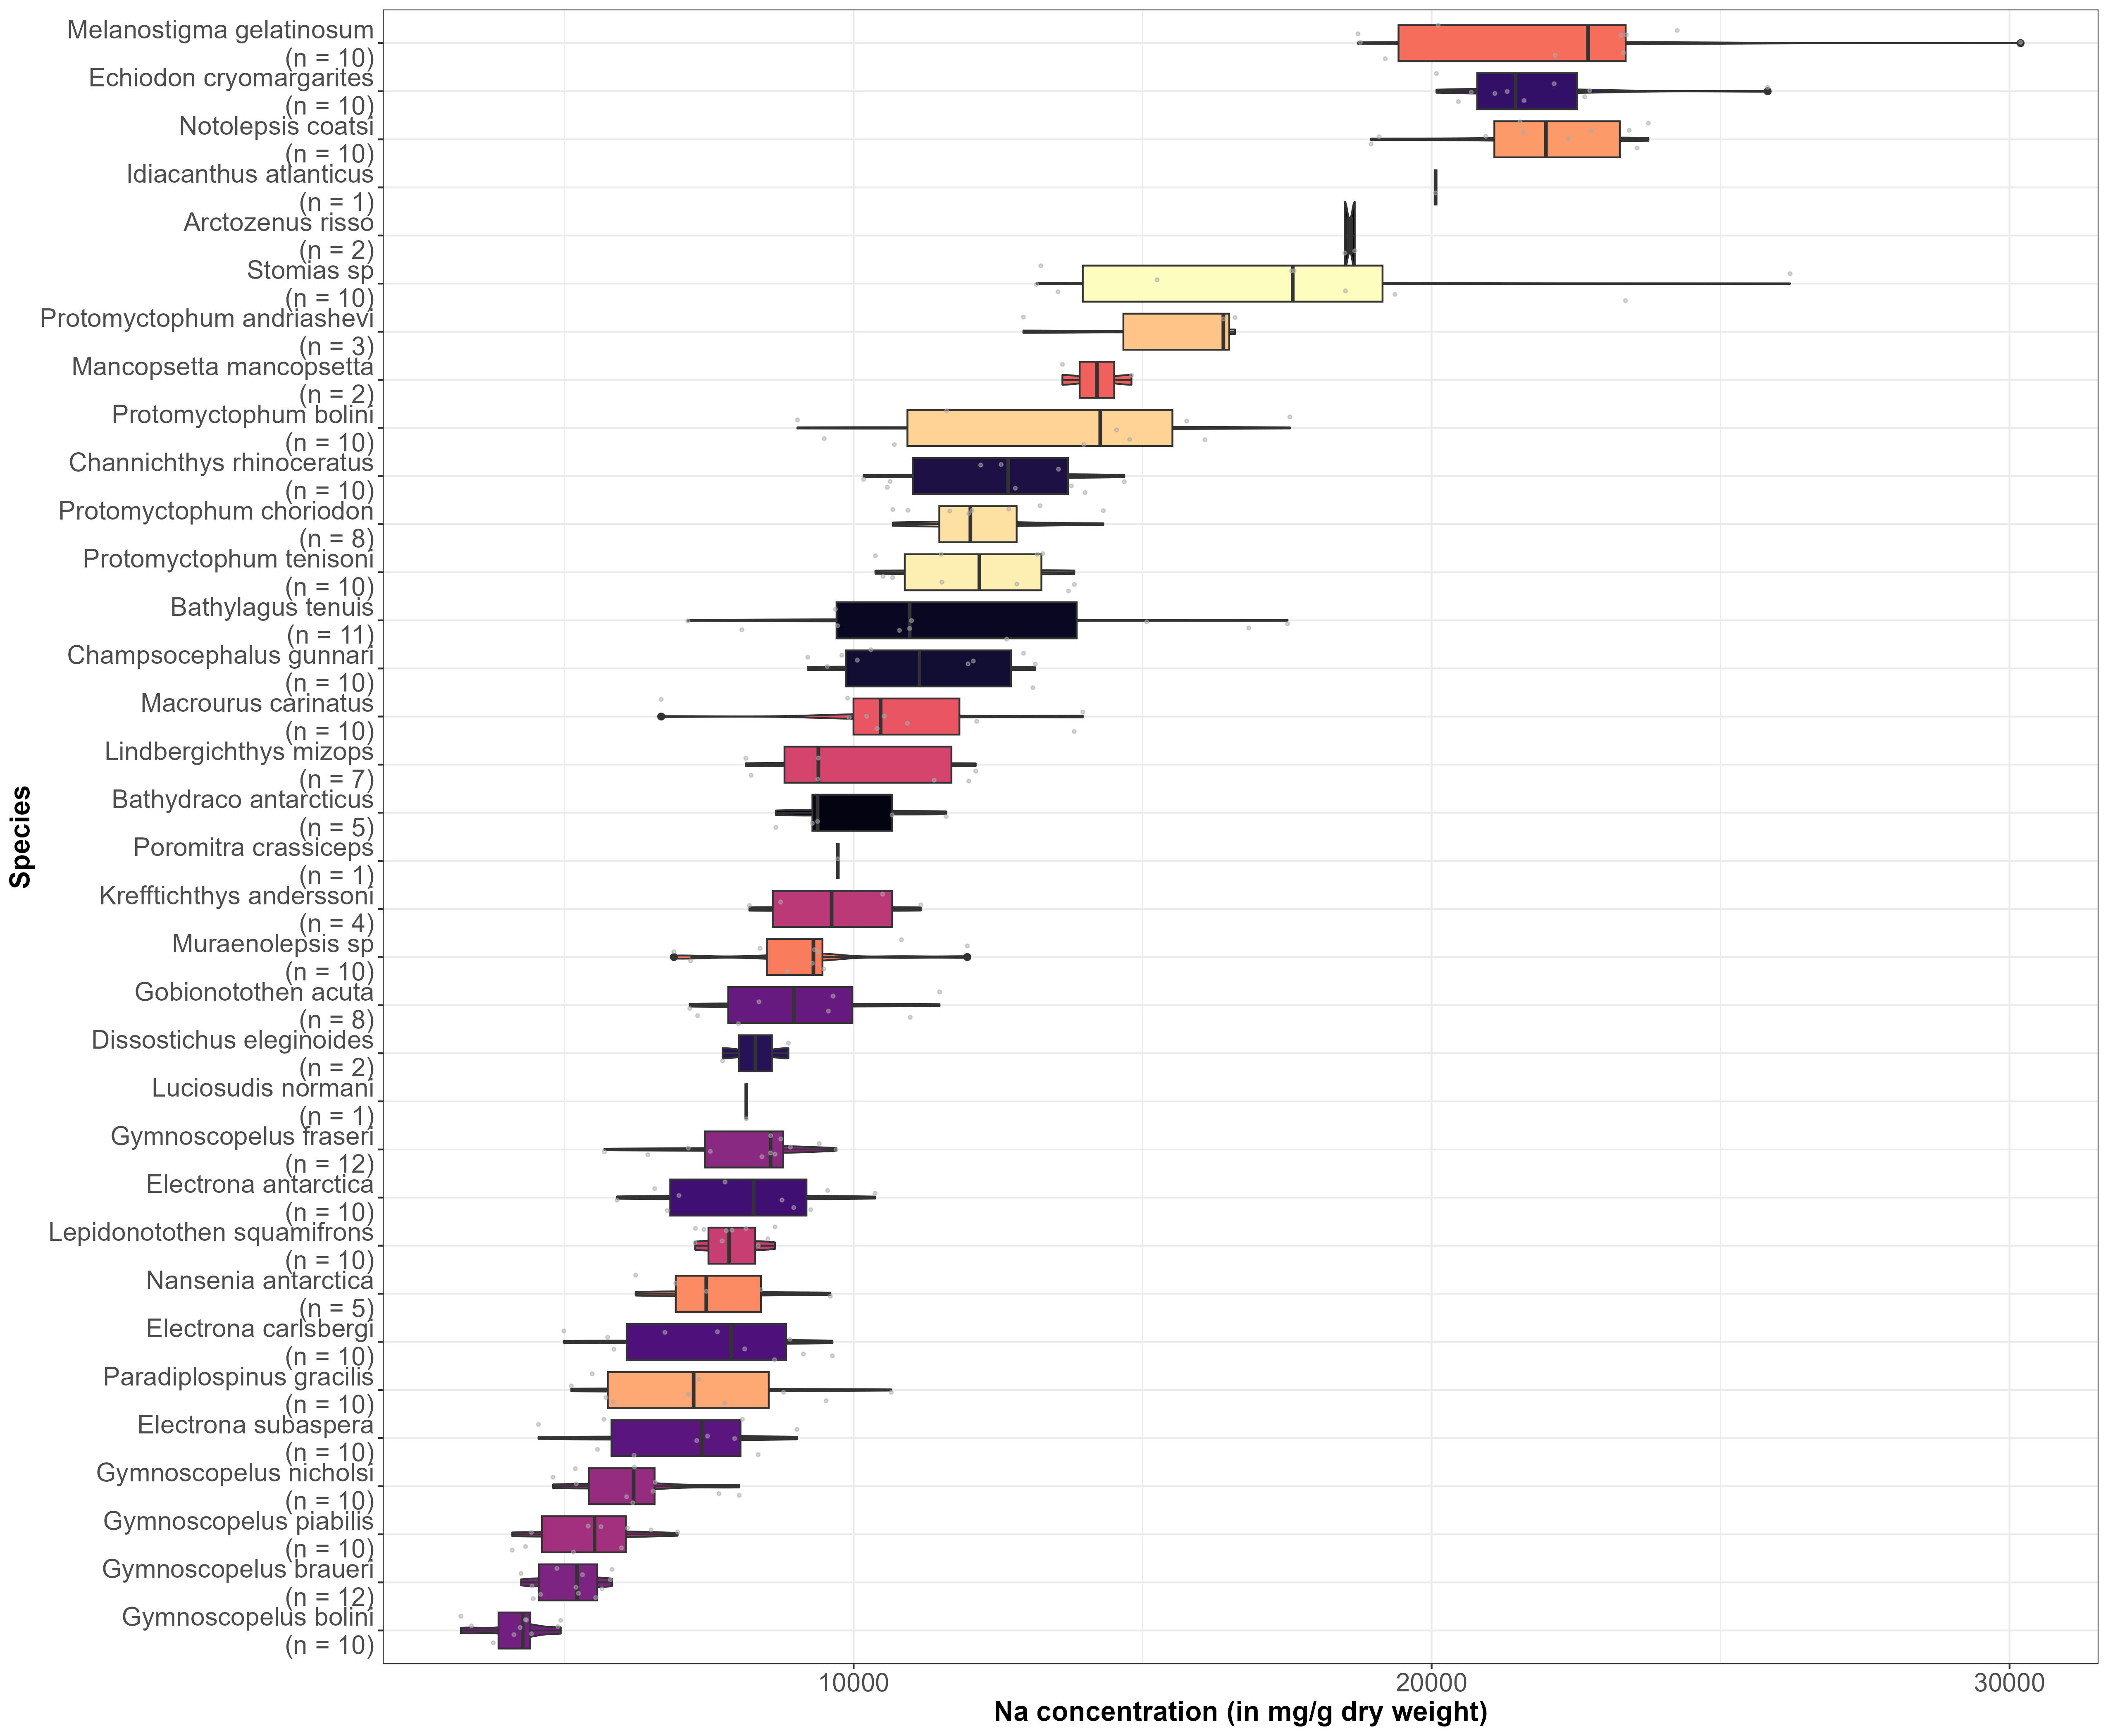 Melanostigma gelatinosum
(n = 10)
Echiodon cryomargarites
(n = 10)
Notolepsis coatsi
(n = 10)
Idiacanthus atlanticus
(n = 1)
Arctozenus risso
(n = 2)
Stomias sp
(n = 10)
Protomyctophum andriashevi
(n = 3)
Mancopsetta mancopsetta
(n = 2)
Protomyctophum bolini
(n = 10)
Channichthys rhinoceratus
(n = 10)
Protomyctophum choriodon
(n = 8)
Protomyctophum tenisoni
(n = 10)
Bathylagus tenuis
(n = 11)
Champsocephalus gunnari
(n = 10)
Macrourus carinatus
(n = 10)
Lindbergichthys mizops
(n = 7)
Bathydraco antarcticus
(n = 5)
Poromitra crassiceps
(n = 1)
Krefftichthys anderssoni
(n = 4)
Muraenolepsis sp
(n = 10)
Gobionotothen acuta
(n = 8)
Dissostichus eleginoides
(n = 2)
Luciosudis normani
(n = 1)
Gymnoscopelus fraseri
(n = 12)
Electrona antarctica
(n = 10)
Lepidonotothen squamifrons
(n = 10)
Nansenia antarctica
(n = 5)
Electrona carlsbergi
(n = 10)
Paradiplospinus gracilis
(n = 10)
Electrona subaspera
(n = 10)
Gymnoscopelus nicholsi
(n = 10)
Gymnoscopelus piabilis
(n = 10)
Gymnoscopelus braueri
(n = 12)
Gymnoscopelus bolini
(n = 10)
Species
10000
20000
30000
Na concentration (in mg/g dry weight)